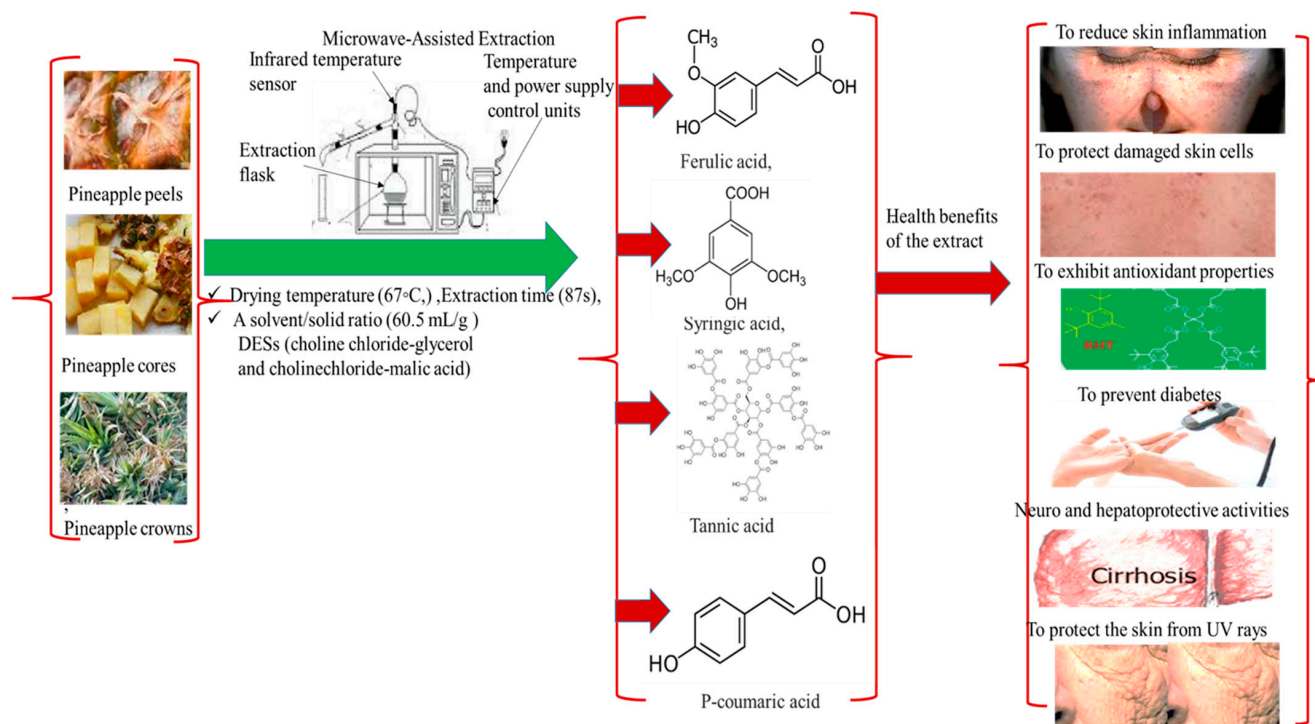 Pineapple peels
Pineapple cores
,
Pineapple crowns
Microwave-Assisted Extraction
Infrared temperature
sensor
Temperature
and power supply
control units
Extraction
flask
✓ Drying temperature (67◦C,) ,Extraction time (87s),
✓ A solvent/solid ratio (60.5 mL/g )
DESs (choline chloride-glycerol
and cholinechloride-malic acid)
CH₃
O
O
OH
HO
Ferulic acid,
COOH
H₃CO
OCH₃
OH
Syringic acid,
Tannic acid
O
OH
HO
P-coumaric acid
Health benefits
of the extract
To reduce skin inflammation
To protect damaged skin cells
To exhibit antioxidant properties
BHT
To prevent diabetes
Neuro and hepatoprotective activities
Cirrhosis
To protect the skin from UV rays